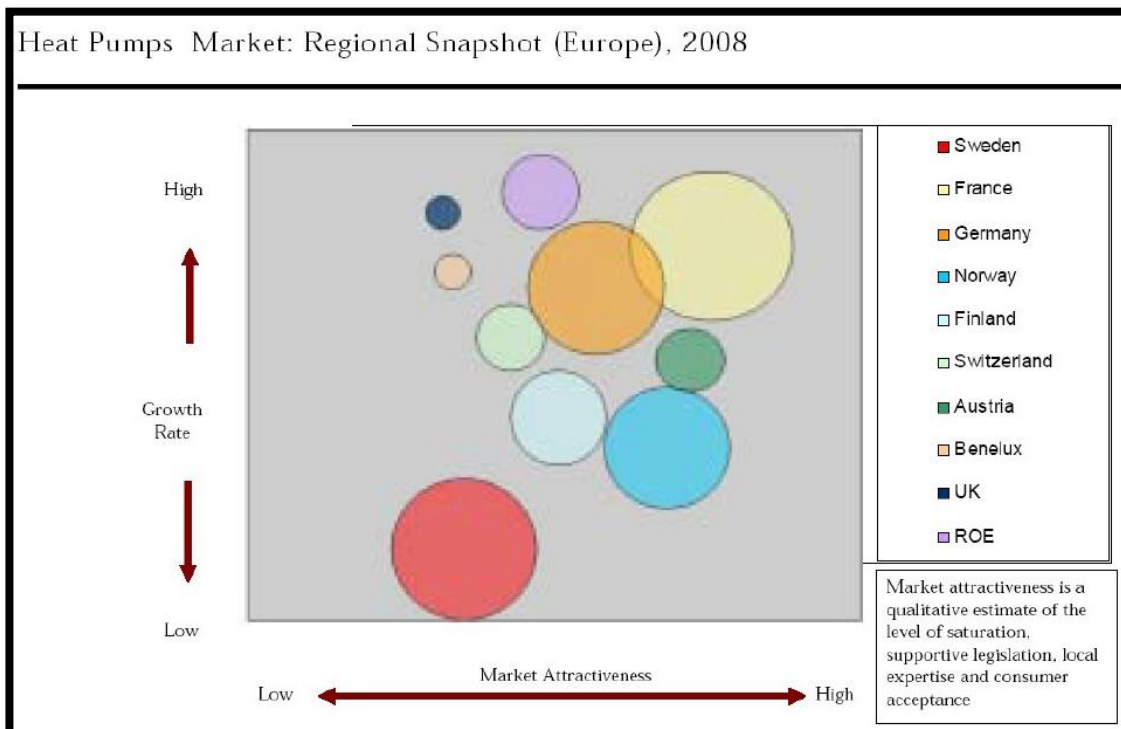 Heat Pumps Market: Regional Snapshot (Europe), 2008
High
Growth
Rate
Low
Market Attractiveness
Low
High
Sweden
France
Germany
Norway
Finland
Switzerland
Austria
Benelux
UK
ROE
Market attractiveness is a
qualitative estimate of the
level of saturation,
supportive legislation, local
expertise and consumer
acceptance